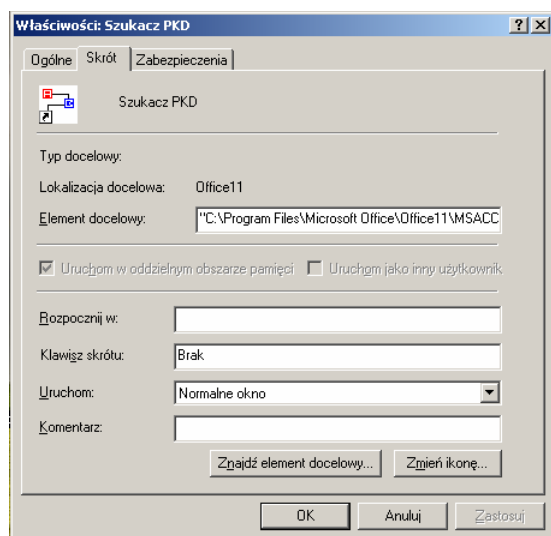 Właściwości: Szukacz PKD
Ogólne Skrót Zabezpieczenia
Szukacz PKD
Typ docelowy:
Lokalizacja docelowa: Office11
Element docelowy: "C:\Program Files\Microsoft Office\Office11\MSACC
Uruchom w oddzielnym obszarze pamięci Uruchom jako inny użytkownik
Rozpocznij w:
Klawisz skrótu: Brak
Uruchom: Normalne okno
Komentarz:
Znajdź element docelowy... Zmień ikonę...
OK Anuluj Zastosuj